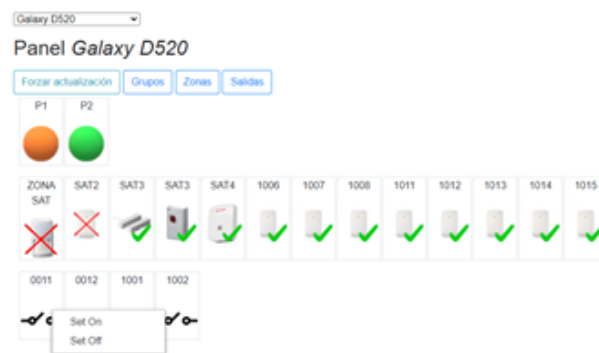 Galaxy D520
Panel Galaxy D520
Forzar actualización Grupos Zonas Salidas
P1 P2
ZONA SAT SAT2 SAT3 SAT3 SAT4 1006 1007 1008 1011 1012 1013 1014 1015
0011 0012 1001 1002
Set On
Set Off